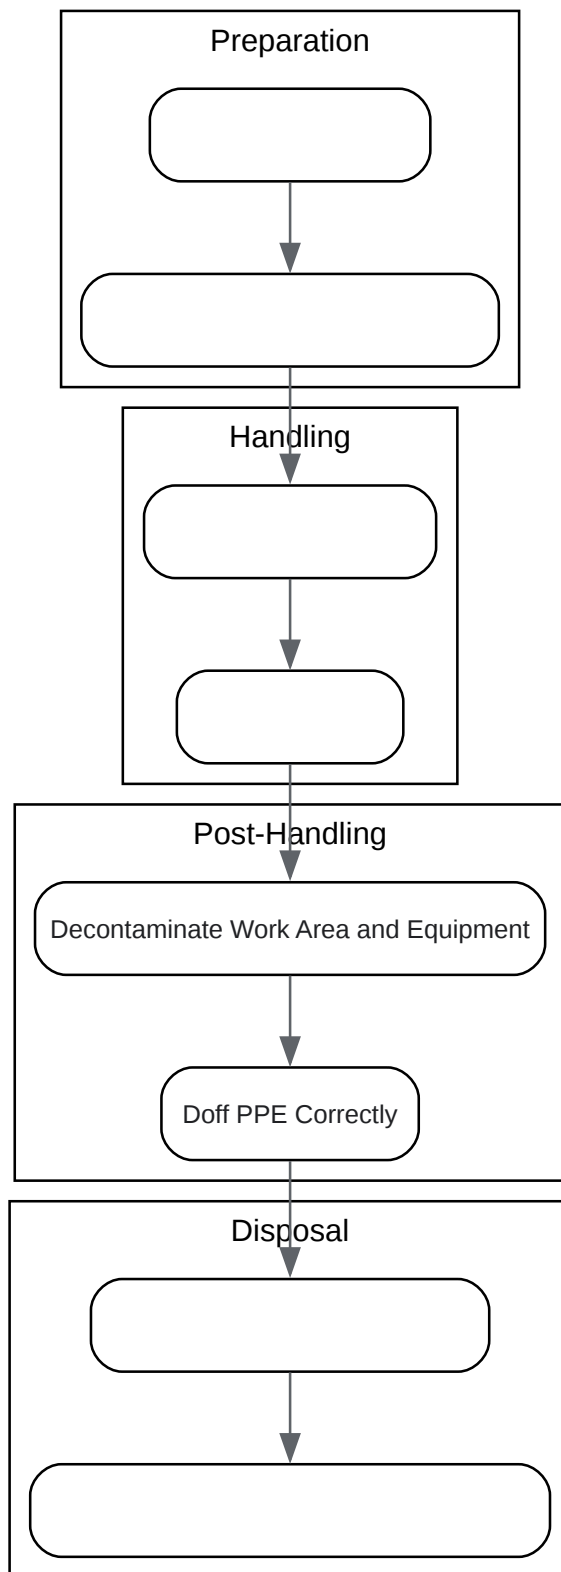 Preparation
Handling
Post-Handling
Decontaminate Work Area and Equipment
Doff PPE Correctly
Disposal